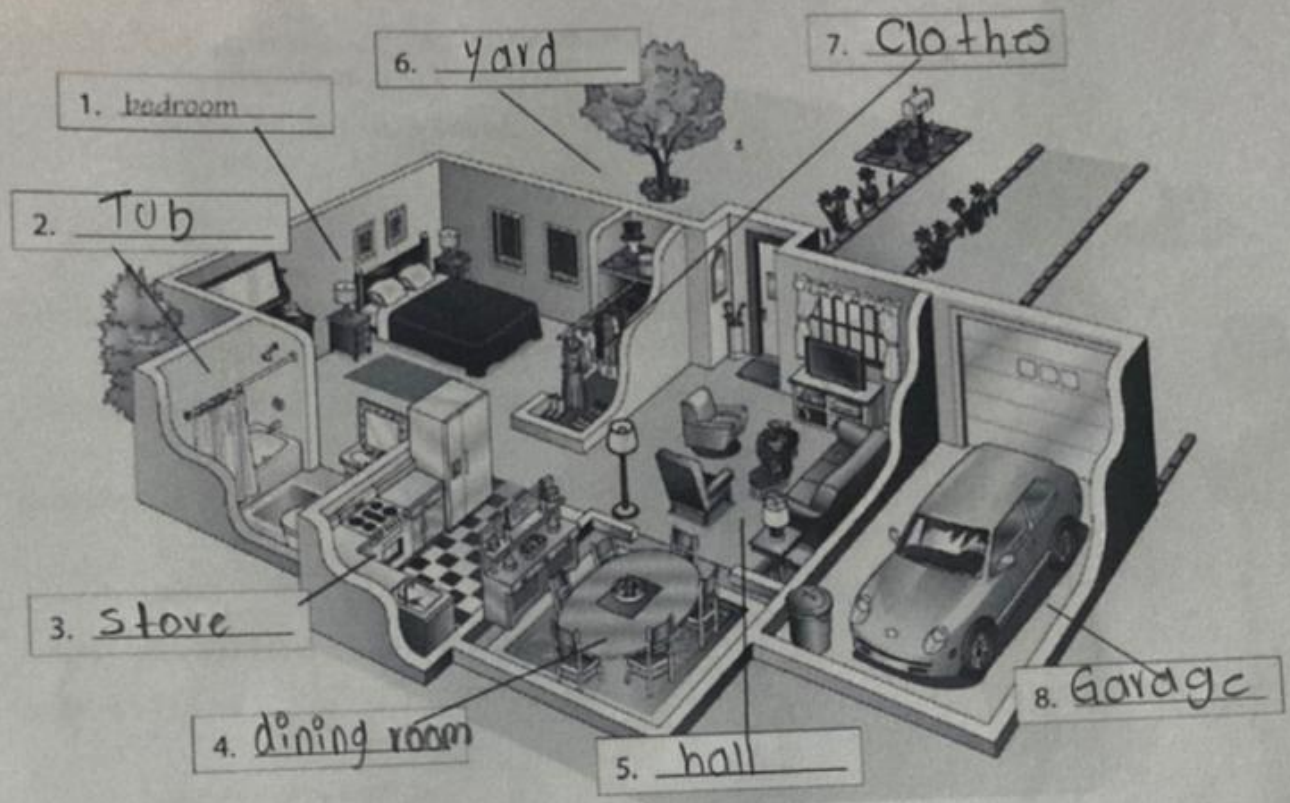 1. bedroom
2. Tub
3. stove
4. dining room
5. hall
6. yard
7. Clothes
8. Garage